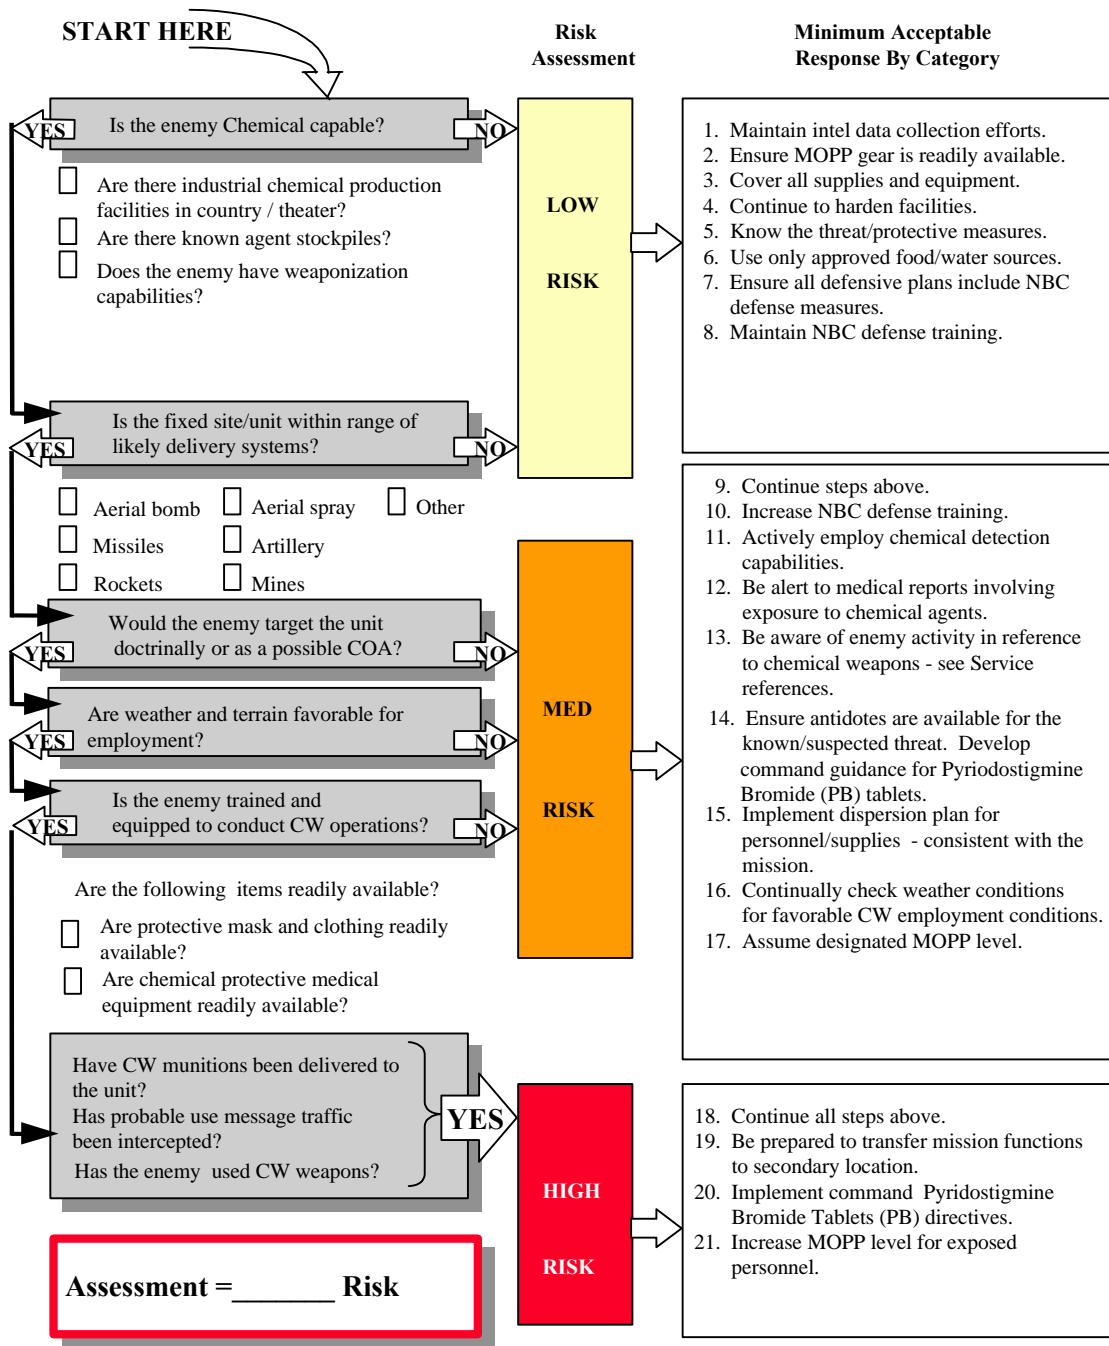 START HERE
Risk
Assessment
Minimum Acceptable
Response By Category
Is the enemy Chemical capable?
YES
NO
Are there industrial chemical production
facilities in country / theater?
Are there known agent stockpiles?
Does the enemy have weaponization
capabilities?
LOW
RISK
1. Maintain intel data collection efforts.
2. Ensure MOPP gear is readily available.
3. Cover all supplies and equipment.
4. Continue to harden facilities.
5. Know the threat/protective measures.
6. Use only approved food/water sources.
7. Ensure all defensive plans include NBC
defense measures.
8. Maintain NBC defense training.
Is the fixed site/unit within range of
likely delivery systems?
YES
NO
Aerial bomb Aerial spray Other
Missiles Artillery
Rockets Mines
Would the enemy target the unit
doctrinally or as a possible COA?
YES
NO
Are weather and terrain favorable for
employment?
YES
NO
Is the enemy trained and
equipped to conduct CW operations?
YES
NO
MED
RISK
9. Continue steps above.
10. Increase NBC defense training.
11. Actively employ chemical detection
capabilities.
12. Be alert to medical reports involving
exposure to chemical agents.
13. Be aware of enemy activity in reference
to chemical weapons - see Service
references.
14. Ensure antidotes are available for the
known/suspected threat. Develop
command guidance for Pyriodostigmine
Bromide (PB) tablets.
15. Implement dispersion plan for
personnel/supplies - consistent with the
mission.
16. Continually check weather conditions
for favorable CW employment conditions.
17. Assume designated MOPP level.
Are the following items readily available?
Are protective mask and clothing readily
available?
Are chemical protective medical
equipment readily available?
Have CW munitions been delivered to
the unit?
Has probable use message traffic
been intercepted?
Has the enemy used CW weapons?
YES
HIGH
RISK
18. Continue all steps above.
19. Be prepared to transfer mission functions
to secondary location.
20. Implement command Pyridostigmine
Bromide Tablets (PB) directives.
21. Increase MOPP level for exposed
personnel.
Assessment =_______ Risk